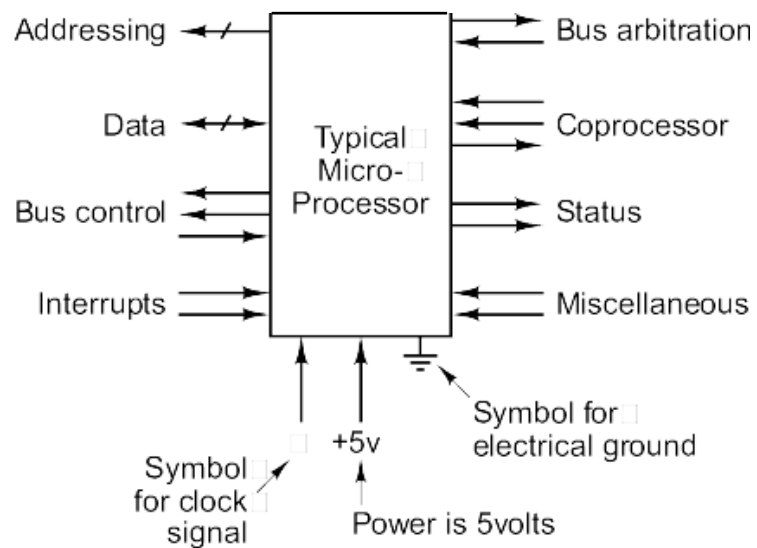 Addressing
Bus arbitration
Data
Typical
Micro-
Processor
Coprocessor
Bus control
Status
Interrupts
Miscellaneous
+5v
Symbol for
electrical ground
Symbol
for clock
signal
Power is 5volts